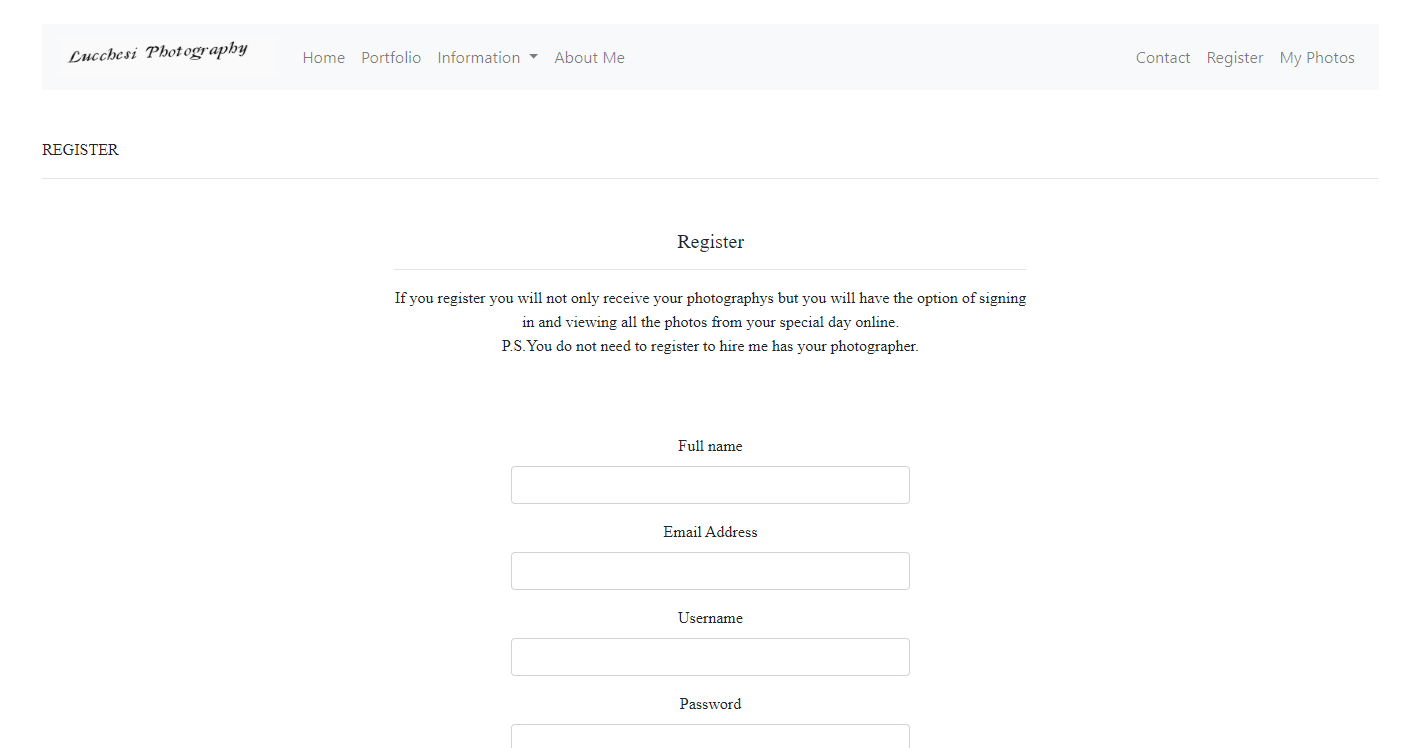 Lucchesi Photography
Home Portfolio Information About Me Contact Register My Photos
REGISTER
Register
If you register you will not only receive your photographys but you will have the option of signing
in and viewing all the photos from your special day online.
P.S.You do not need to register to hire me has your photographer.
Full name
Email Address
Username
Password